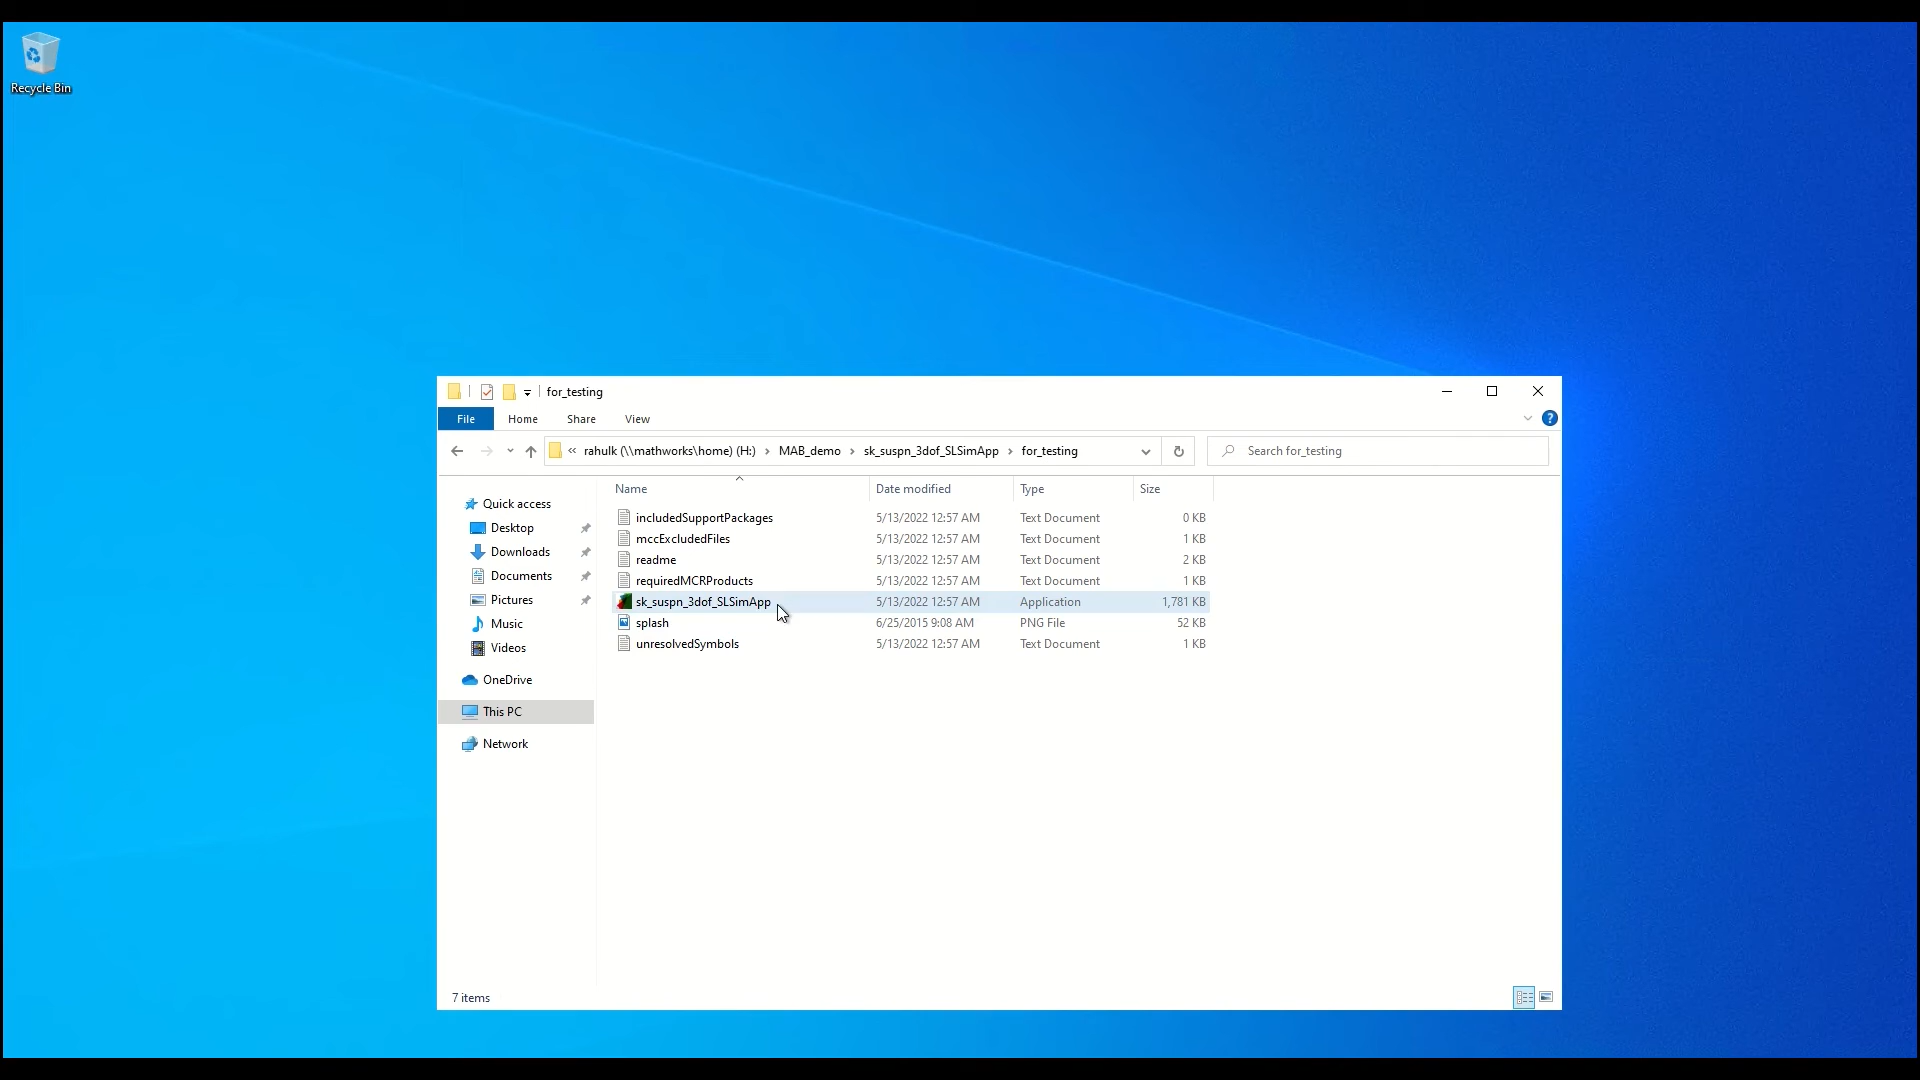 Recycle Bin
for_testing
File Home Share View
« rahulk (\\mathworks\home) (H:) › MAB_demo › sk_suspn_3dof_SLSimApp › for_testing
Search for_testing
Name Date modified Type Size
Quick access
Desktop
Downloads
Documents
Pictures
Music
Videos
OneDrive
This PC
Network
includedSupportPackages 5/13/2022 12:57 AM Text Document 0 KB
mccExcludedFiles 5/13/2022 12:57 AM Text Document 1 KB
readme 5/13/2022 12:57 AM Text Document 2 KB
requiredMCRProducts 5/13/2022 12:57 AM Text Document 1 KB
sk_suspn_3dof_SLSimApp 5/13/2022 12:57 AM Application 1,781 KB
splash 6/25/2015 9:08 AM PNG File 52 KB
unresolvedSymbols 5/13/2022 12:57 AM Text Document 1 KB
7 items